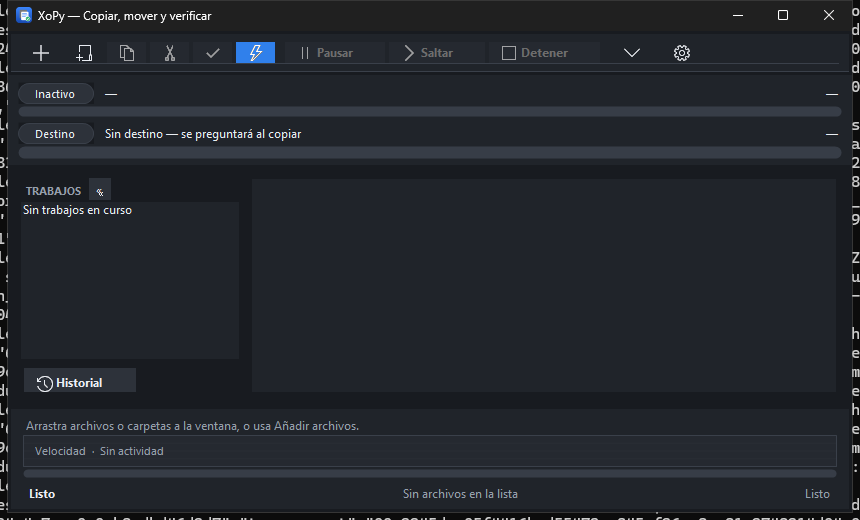 XoPy — Copiar, mover y verificar
Pausar Saltar Detener
Inactivo — —
Destino Sin destino — se preguntará al copiar —
TRABAJOS
Sin trabajos en curso
Historial
Arrastra archivos o carpetas a la ventana, o usa Añadir archivos.
Velocidad · Sin actividad
Listo Sin archivos en la lista Listo